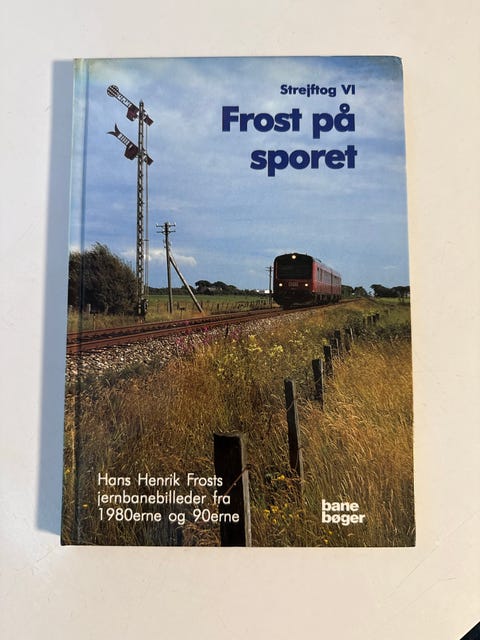 Strejftog VI
Frost på
sporet
Hans Henrik Frosts
jernbanebilleder fra
1980erne og 90erne
bane
bøger